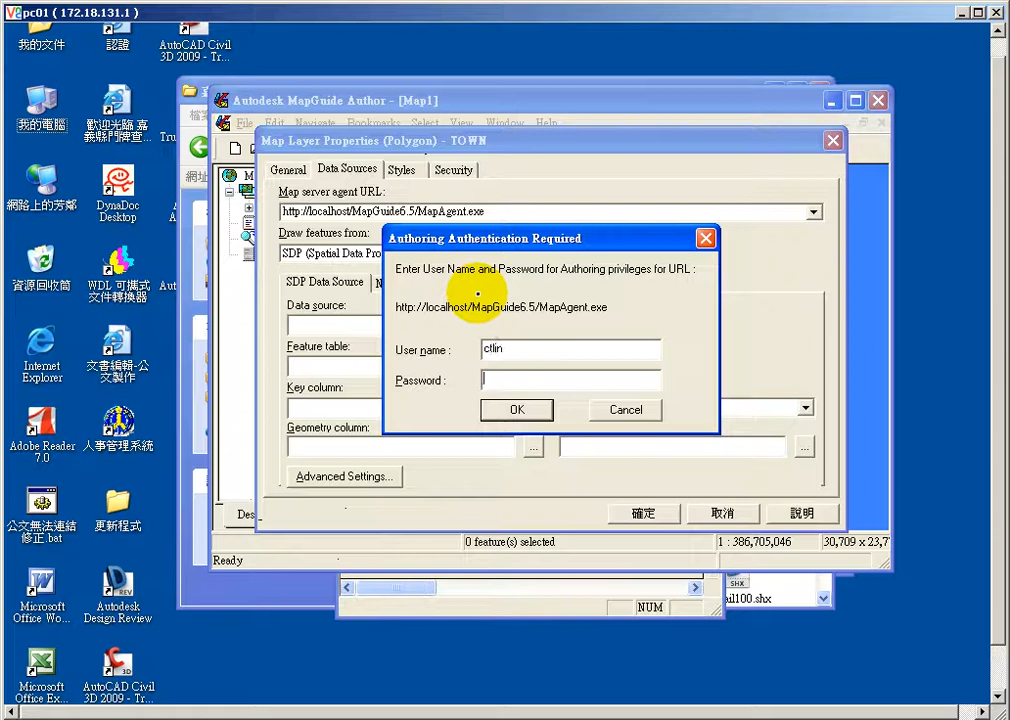 pc01 ( 172.18.131.1 )
我的文件
認證
AutoCAD Civil
3D 2009 - Tr...
我的電腦
歡迎光臨 嘉
義縣門牌查...
網路上的芳鄰
DynaDoc
Desktop
資源回收筒
WDL 可攜式
文件轉換器
Internet
Explorer
文書編輯-公
文製作
Adobe Reader
7.0
人事管理系統
公文無法連結
修正.bat
更新程式
Microsoft
Office Wo...
Autodesk
Design Review
Microsoft
Office Ex...
AutoCAD Civil
3D 2009 - Tr...
Autodesk MapGuide Author - [Map1]
File Edit Navigate Bookmarks Select View Window Help
Map Layer Properties (Polygon) - TOWN
General Data Sources Styles Security
Map server agent URL:
http://localhost/MapGuide6.5/MapAgent.exe
Draw features from:
SDP (Spatial Data Pro
SDP Data Source
Data source:
Feature table:
Key column:
Geometry column:
... ...
Advanced Settings...
確定 取消 說明
Authoring Authentication Required
Enter User Name and Password for Authoring privileges for URL :
http://localhost/MapGuide6.5/MapAgent.exe
User name : ctlin
Password :
OK Cancel
0 feature(s) selected 1 : 386,705,046 30,709 x 23,7
Ready
NUM
ail100.shx